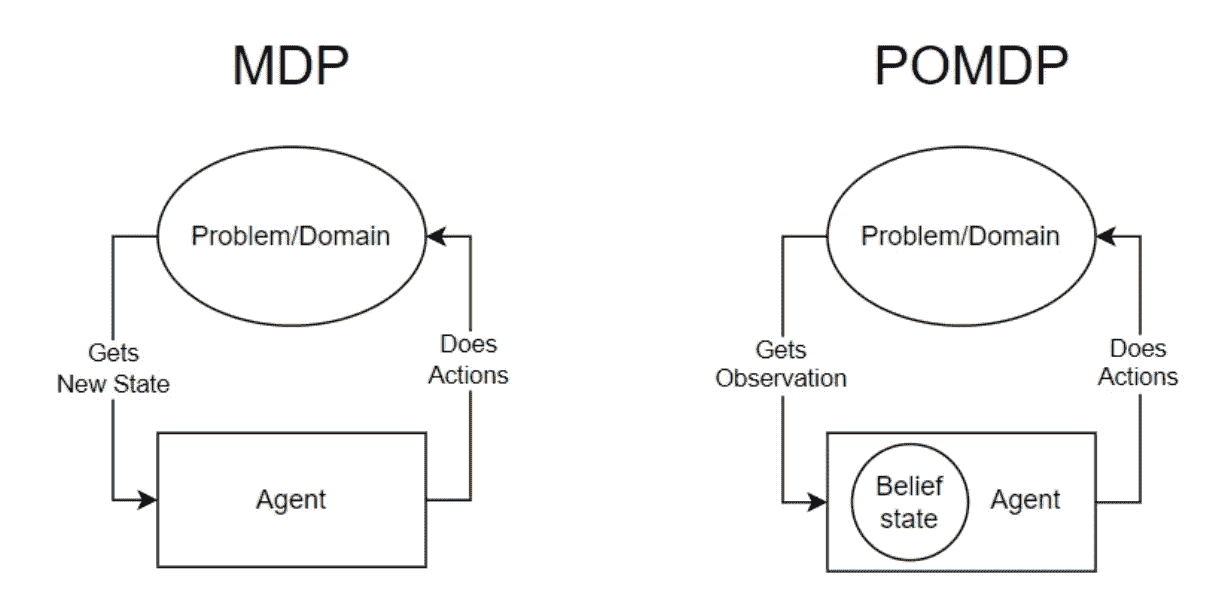 MDP
Problem/Domain
Gets
New State
Does
Actions
Agent
POMDP
Problem/Domain
Gets
Observation
Does
Actions
Belief
state
Agent